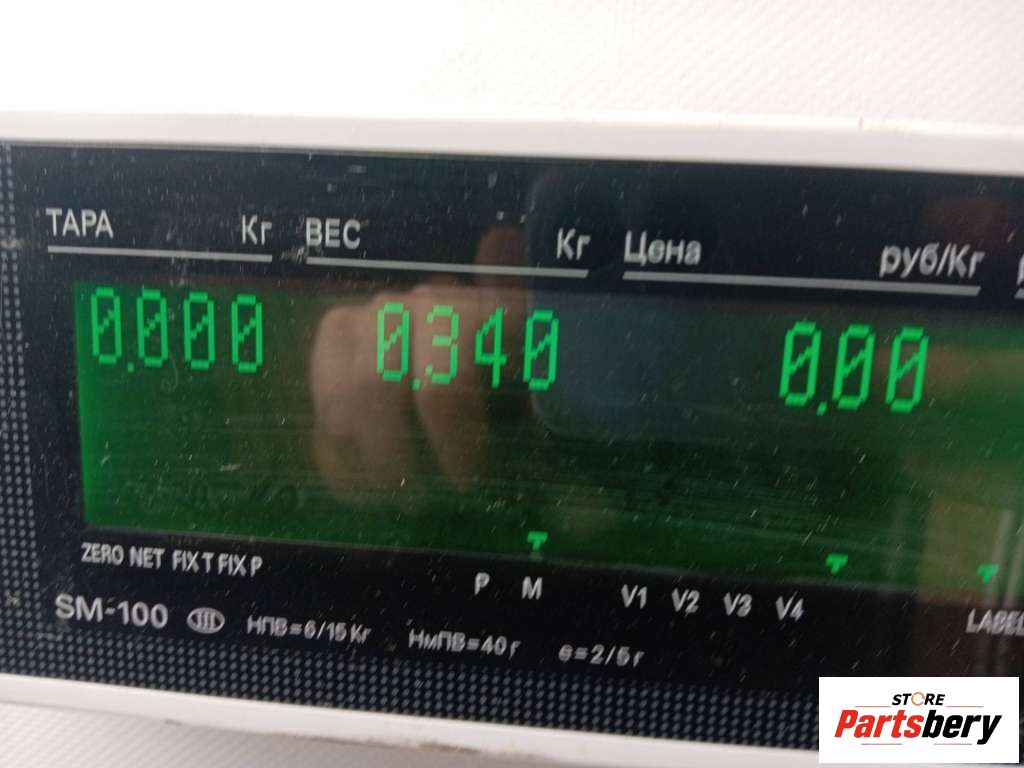 ТАРА Кг ВЕС Кг Цена руб/Кг
0.000 0.340 0.00
ZERO NET FIX T FIX P P M V1 V2 V3 V4 LABEL
SM-100 III НПВ=6/15 Кг НмПВ=40 г e=2/5 г
STORE
Partsbery